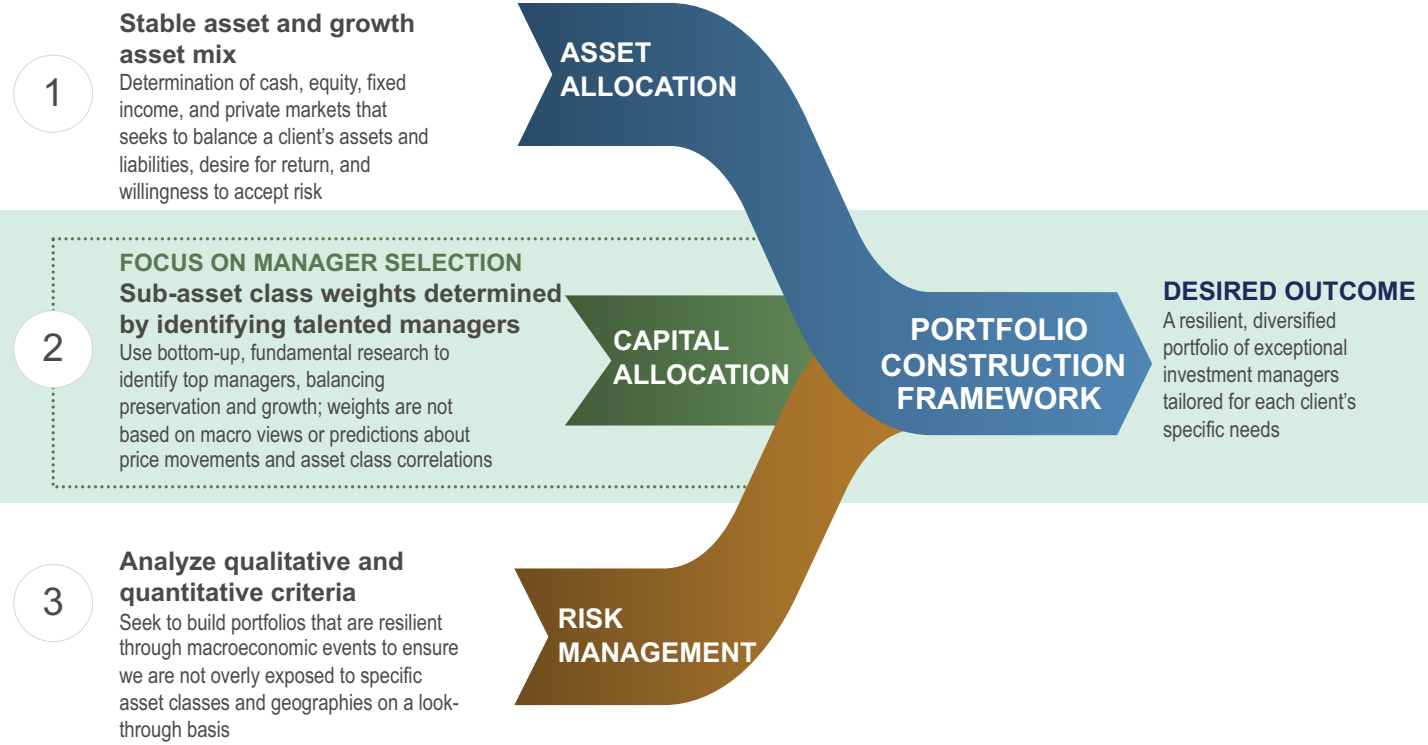 1
Stable asset and growth
asset mix
Determination of cash, equity, fixed
income, and private markets that
seeks to balance a client’s assets and
liabilities, desire for return, and
willingness to accept risk
ASSET
ALLOCATION
2
FOCUS ON MANAGER SELECTION
Sub-asset class weights determined
by identifying talented managers
Use bottom-up, fundamental research to
identify top managers, balancing
preservation and growth; weights are not
based on macro views or predictions about
price movements and asset class correlations
CAPITAL
ALLOCATION
PORTFOLIO
CONSTRUCTION
FRAMEWORK
DESIRED OUTCOME
A resilient, diversified
portfolio of exceptional
investment managers
tailored for each client’s
specific needs
3
Analyze qualitative and
quantitative criteria
Seek to build portfolios that are resilient
through macroeconomic events to ensure
we are not overly exposed to specific
asset classes and geographies on a look-
through basis
RISK
MANAGEMENT